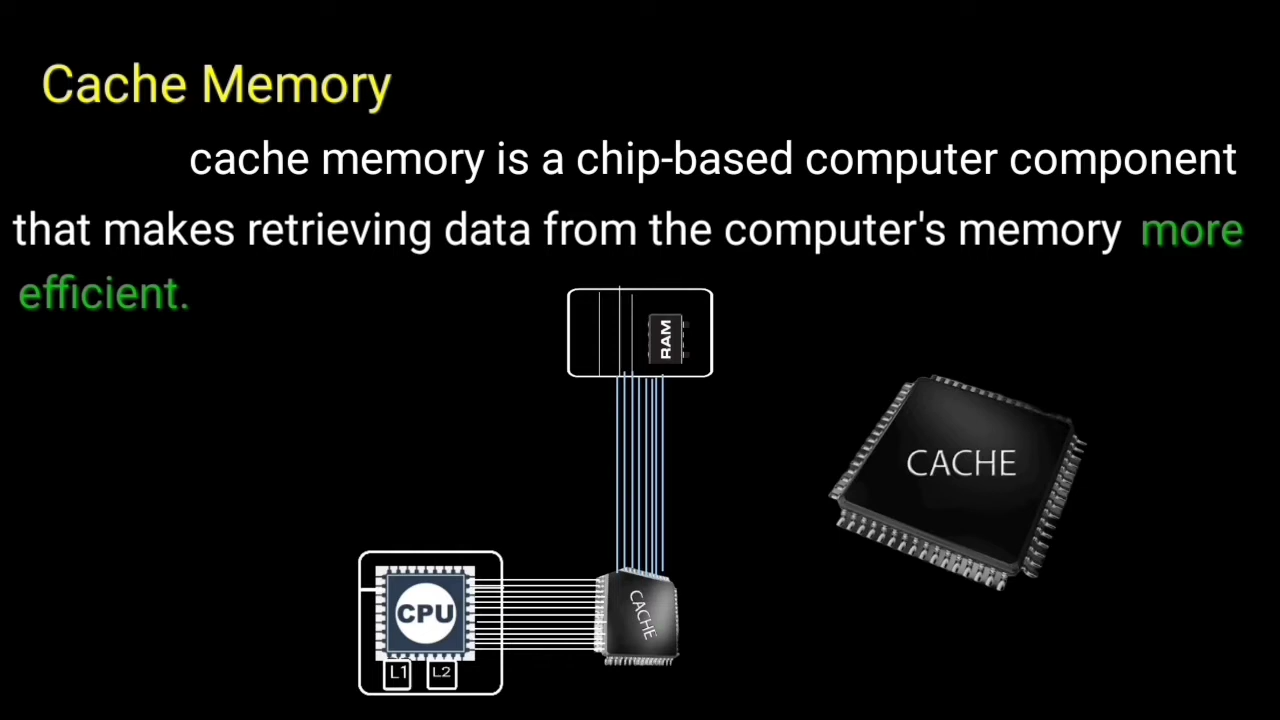 Cache Memory
cache memory is a chip-based computer component
that makes retrieving data from the computer's memory more
efficient.
RAM
CACHE
CPU
CACHE
L1
L2